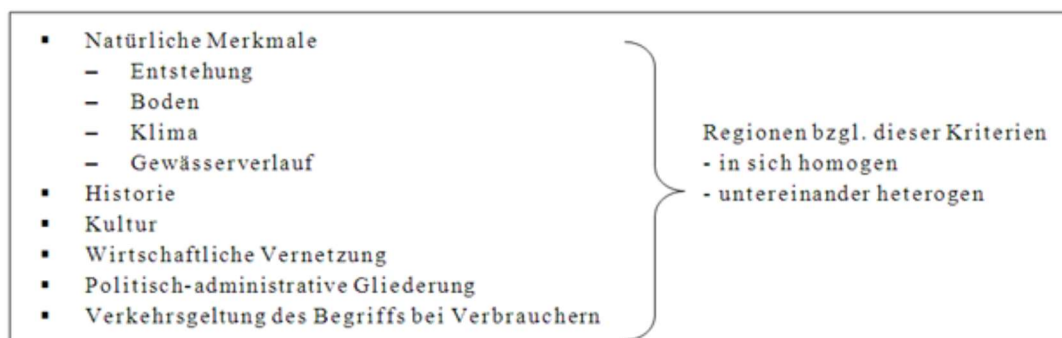 ▪ Natürliche Merkmale
– Entstehung
– Boden
– Klima
– Gewässerverlauf
▪ Historie
▪ Kultur
▪ Wirtschaftliche Vernetzung
▪ Politisch-administrative Gliederung
▪ Verkehrsgeltung des Begriffs bei Verbrauchern
Regionen bzgl. dieser Kriterien
- in sich homogen
- untereinander heterogen